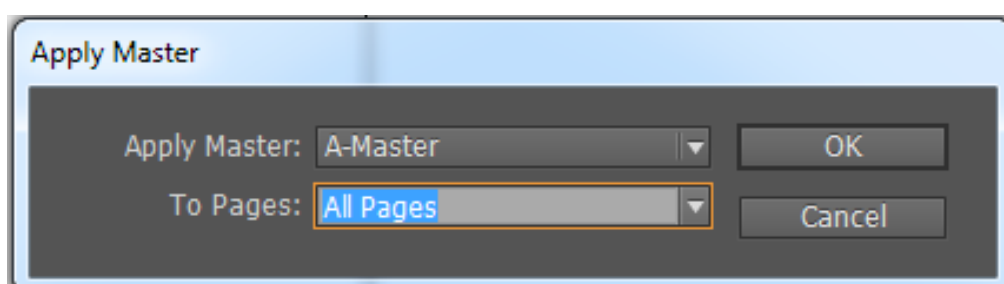 Apply Master
Apply Master: A-Master OK
To Pages: All Pages Cancel